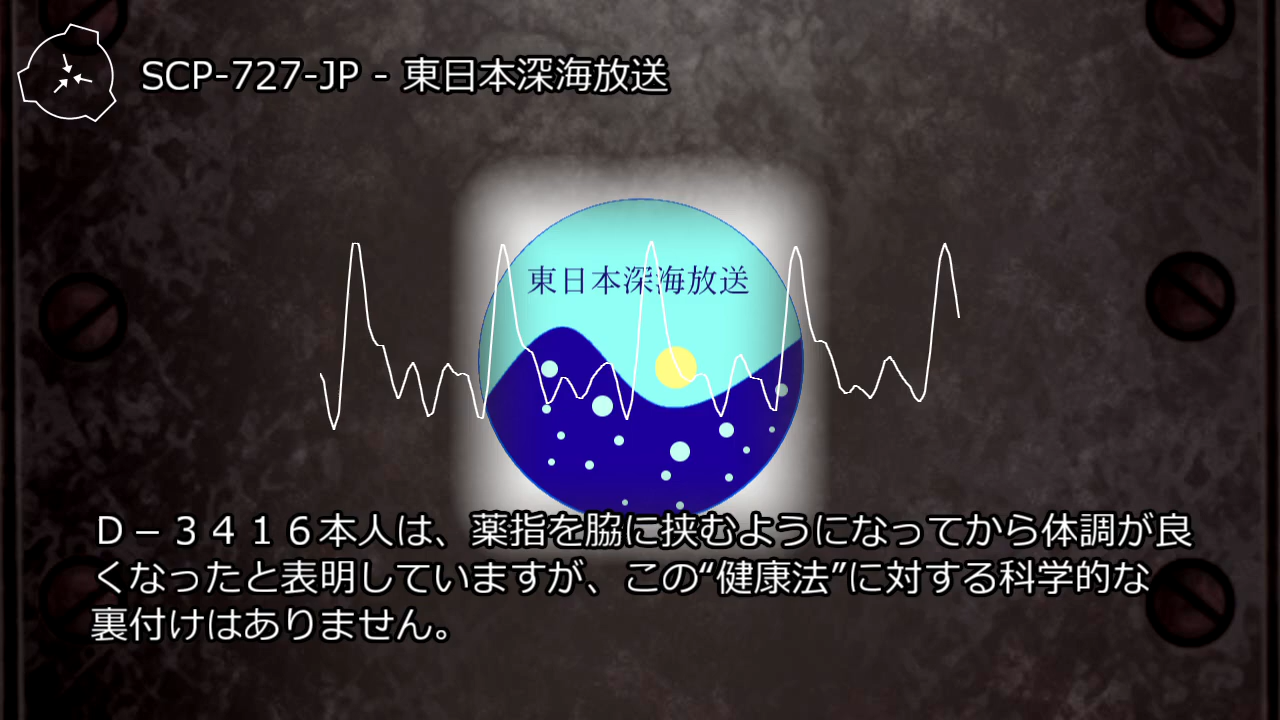 SCP-727-JP - 東日本深海放送
東日本深海放送
Ｄ－３４１６本人は、薬指を脇に挟むようになってから体調が良
くなったと表明していますが、この“健康法”に対する科学的な
裏付けはありません。